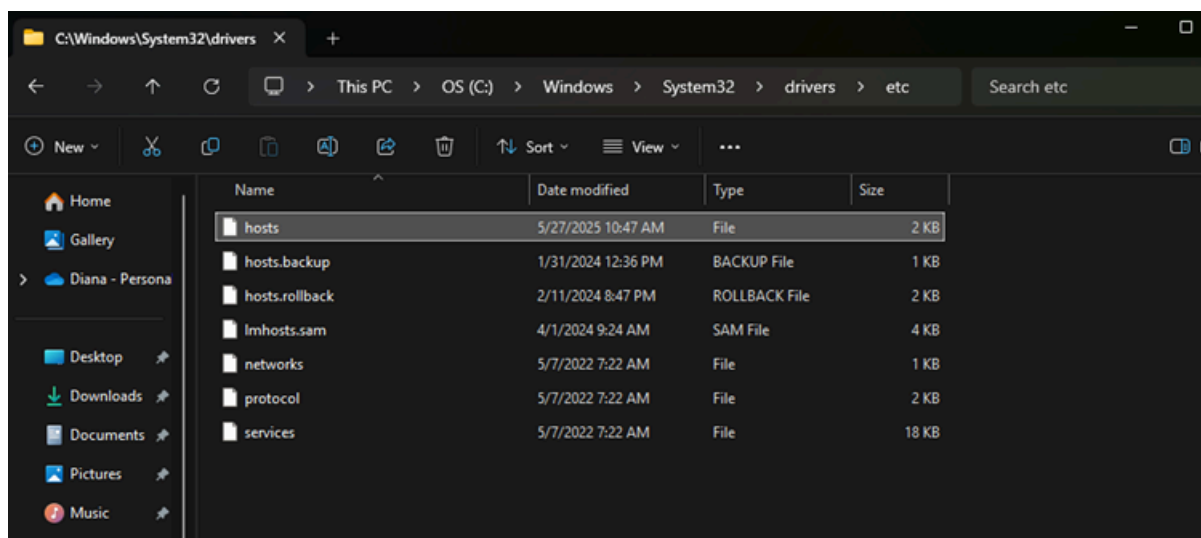 C:\Windows\System32\drivers
This PC > OS (C:) > Windows > System32 > drivers > etc
Search etc
New
Sort
View
Name Date modified Type Size
Home
Gallery
Diana - Persona
Desktop
Downloads
Documents
Pictures
Music
hosts 5/27/2025 10:47 AM File 2 KB
hosts.backup 1/31/2024 12:36 PM BACKUP File 1 KB
hosts.rollback 2/11/2024 8:47 PM ROLLBACK File 2 KB
lmhosts.sam 4/1/2024 9:24 AM SAM File 4 KB
networks 5/7/2022 7:22 AM File 1 KB
protocol 5/7/2022 7:22 AM File 2 KB
services 5/7/2022 7:22 AM File 18 KB